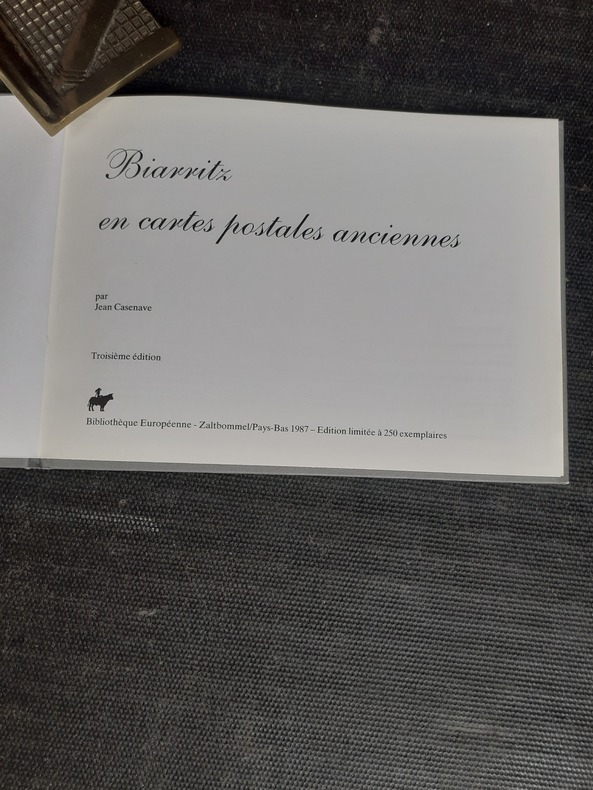 Biarritz
en cartes postales anciennes
par
Jean Casenave
Troisième édition
Bibliothèque Européenne - Zaltbommel/Pays-Bas 1987 – Edition limitée à 250 exemplaires